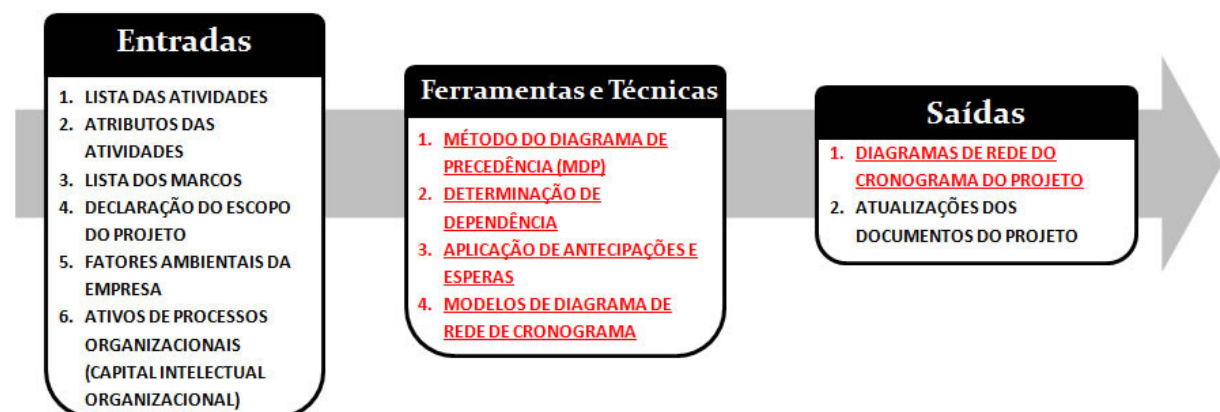 Entradas
1. LISTA DAS ATIVIDADES
2. ATRIBUTOS DAS
ATIVIDADES
3. LISTA DOS MARCOS
4. DECLARAÇÃO DO ESCOPO
DO PROJETO
5. FATORES AMBIENTAIS DA
EMPRESA
6. ATIVOS DE PROCESSOS
ORGANIZACIONAIS
(CAPITAL INTELECTUAL
ORGANIZACIONAL)
Ferramentas e Técnicas
1. MÉTODO DO DIAGRAMA DE
PRECEDÊNCIA (MDP)
2. DETERMINAÇÃO DE
DEPENDÊNCIA
3. APLICAÇÃO DE ANTECIPAÇÕES E
ESPERAS
4. MODELOS DE DIAGRAMA DE
REDE DE CRONOGRAMA
Saídas
1. DIAGRAMAS DE REDE DO
CRONOGRAMA DO PROJETO
2. ATUALIZAÇÕES DOS
DOCUMENTOS DO PROJETO